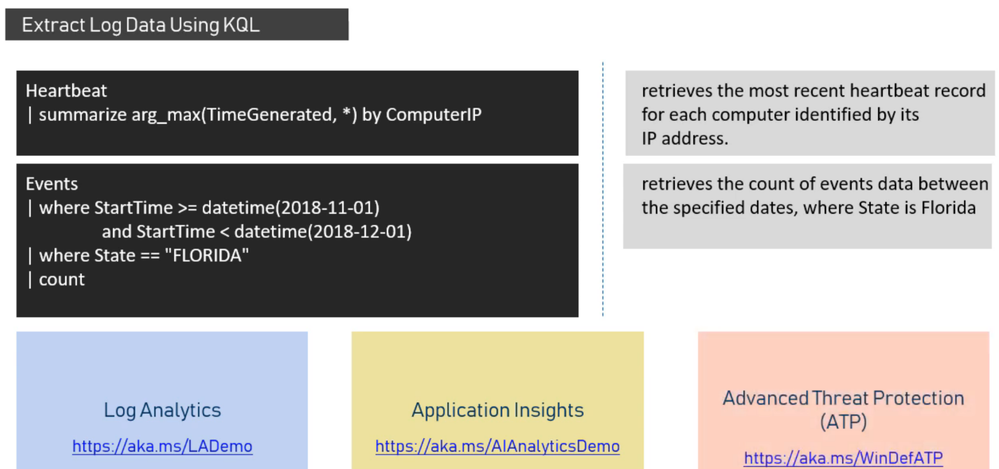 Extract Log Data Using KQL
Heartbeat
| summarize arg_max(TimeGenerated, *) by ComputerIP
retrieves the most recent heartbeat record
for each computer identified by its
IP address.
Events
| where StartTime >= datetime(2018-11-01)
and StartTime < datetime(2018-12-01)
| where State == "FLORIDA"
| count
retrieves the count of events data between
the specified dates, where State is Florida
Log Analytics
https://aka.ms/LADemo
Application Insights
https://aka.ms/AIAnalyticsDemo
Advanced Threat Protection
(ATP)
https://aka.ms/WinDefATP